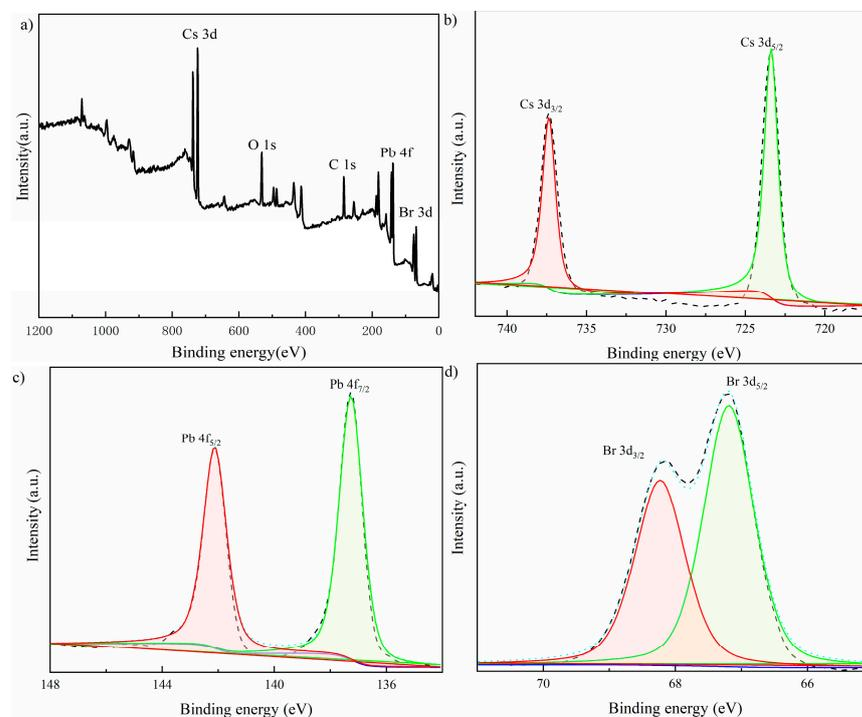 a)
Cs 3d
O 1s
C 1s
Pb 4f
Br 3d
Intensity(a.u.)
1200 1000 800 600 400 200 0
Binding energy(eV)
b)
Cs 3d5/2
Cs 3d3/2
Intensity (a.u.)
740 735 730 725 720
Binding energy (eV)
c)
Pb 4f7/2
Pb 4f5/2
Intensity (a.u.)
148 144 140 136
Binding energy (eV)
d)
Br 3d5/2
Br 3d3/2
Intensity (a.u.)
70 68 66
Binding energy (eV)